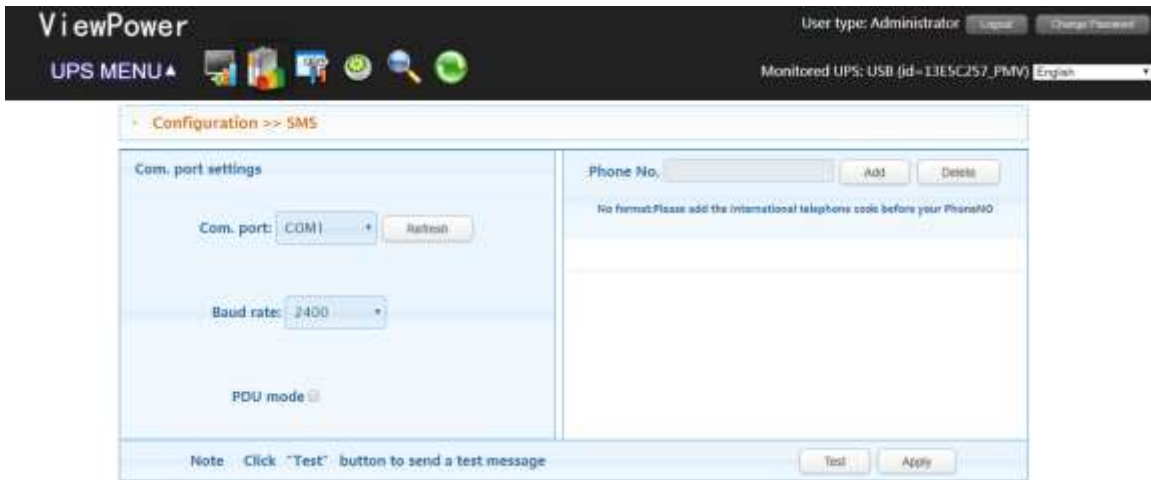 ViewPower
User type: Administrator Logout Change Password
UPS MENU▲
Monitored UPS: USB (id=13E5C257_PMV) English
Configuration >> SMS
Com. port settings
Com. port: COM1 Refresh
Baud rate: 2400
PDU mode
Phone No. Add Delete
No format:Please add the international telephone code before your PhoneNO
Note Click "Test" button to send a test message
Test Apply